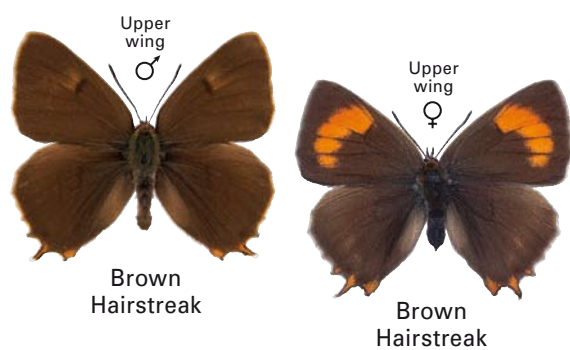 Upper
wing
♂
Brown
Hairstreak
Upper
wing
♀
Brown
Hairstreak